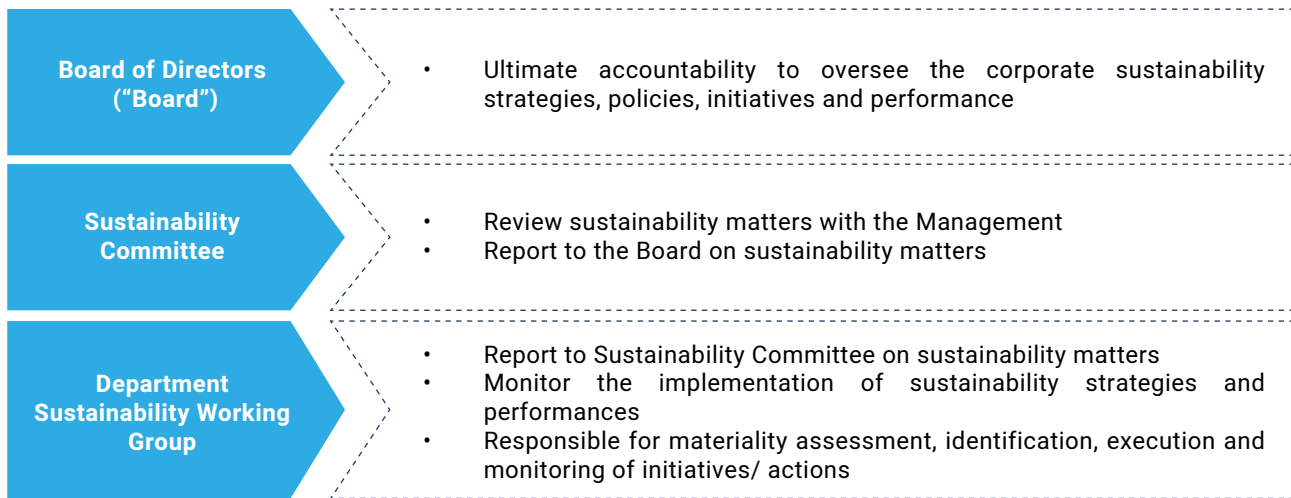 Board of Directors
(“Board”)
• Ultimate accountability to oversee the corporate sustainability
strategies, policies, initiatives and performance
Sustainability
Committee
• Review sustainability matters with the Management
• Report to the Board on sustainability matters
Department
Sustainability Working
Group
• Report to Sustainability Committee on sustainability matters
• Monitor the implementation of sustainability strategies and
performances
• Responsible for materiality assessment, identification, execution and
monitoring of initiatives/ actions